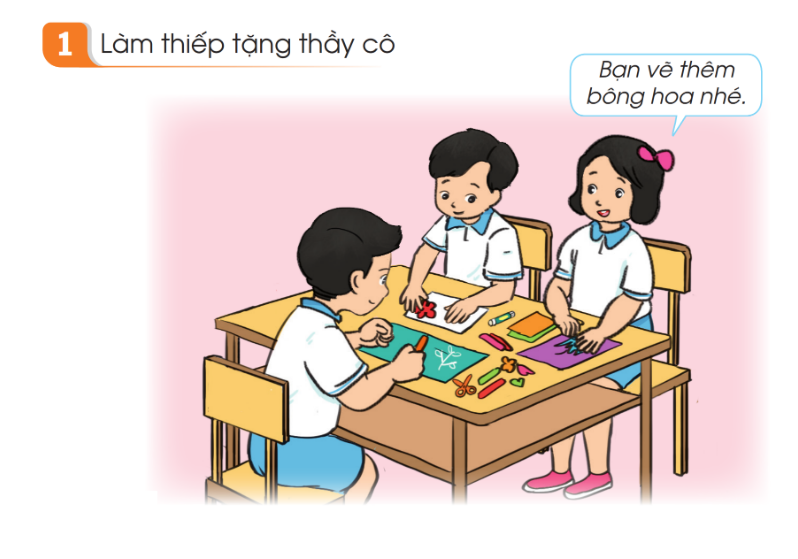 1 Làm thiếp tặng thầy cô
Bạn vẽ thêm
bông hoa nhé.